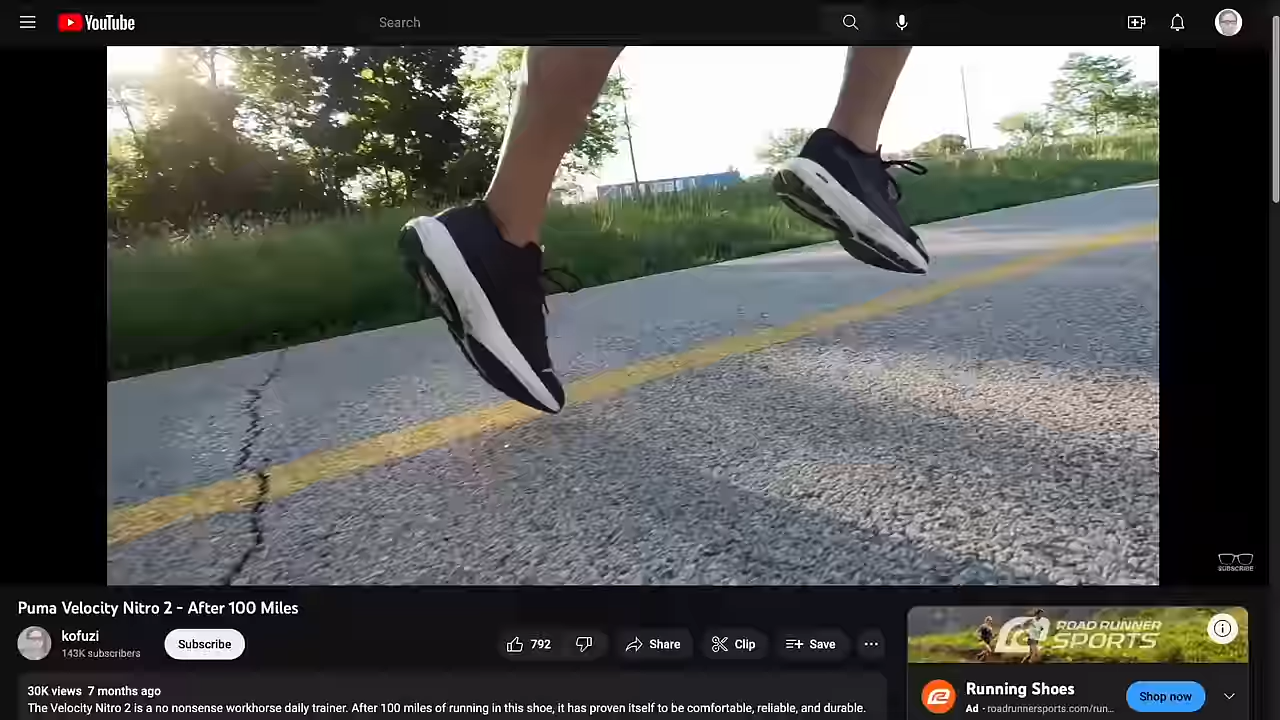 YouTube
Search
SUBSCRIBE
Puma Velocity Nitro 2 - After 100 Miles
kofuzi
143K subscribers
Subscribe
792
Share
Clip
Save
ROAD RUNNER
SPORTS
Running Shoes
Ad · roadrunnersports.com/run...
Shop now
30K views 7 months ago
The Velocity Nitro 2 is a no nonsense workhorse daily trainer. After 100 miles of running in this shoe, it has proven itself to be comfortable, reliable, and durable.